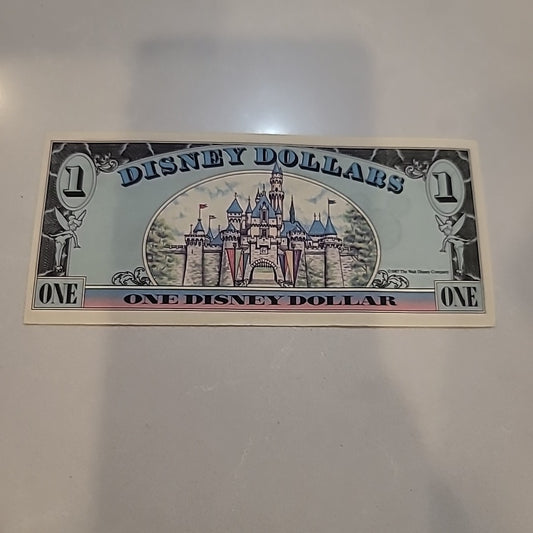 DISNEY DOLLARS
1
1
©1987 The Walt Disney Company
ONE
ONE DISNEY DOLLAR
ONE